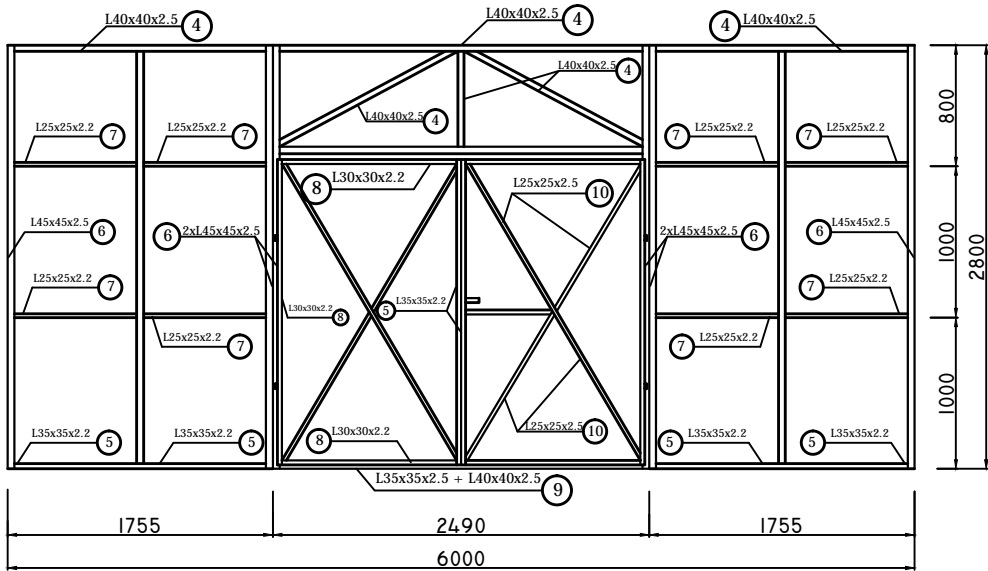 L40x40x2.5 4
L40x40x2.5 4
4 L40x40x2.5
L40x40x2.5 4
L40x40x2.5 4
800
L25x25x2.2 7
L25x25x2.2 7
7 L25x25x2.2
7 L25x25x2.2
8 L30x30x2.2
L25x25x2.5 10
L45x45x2.5 6
6 2xL45x45x2.5
2xL45x45x2.5 6
6 L45x45x2.5
1000
2800
L25x25x2.2 7
L30x30x2.2 8
5 L35x35x2.2
7 L25x25x2.2
L25x25x2.2 7
7 L25x25x2.2
1000
L35x35x2.2 5
L35x35x2.2 5
8 L30x30x2.2
L25x25x2.5 10
5 L35x35x2.2
5 L35x35x2.2
L35x35x2.5 + L40x40x2.5 9
1755
2490
1755
6000